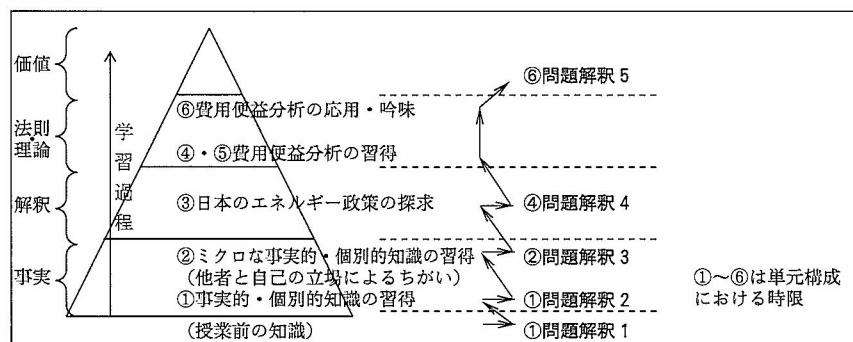 価値
法則・理論
解釈
事実
学習過程
⑥費用便益分析の応用・吟味
④・⑤費用便益分析の習得
③日本のエネルギー政策の探求
②ミクロな事実的・個別的知識の習得
(他者と自己の立場によるちがい)
①事実的・個別的知識の習得
(授業前の知識)
⑥問題解釈5
④問題解釈4
②問題解釈3
①問題解釈2
①問題解釈1
①～⑥は単元構成
における時限